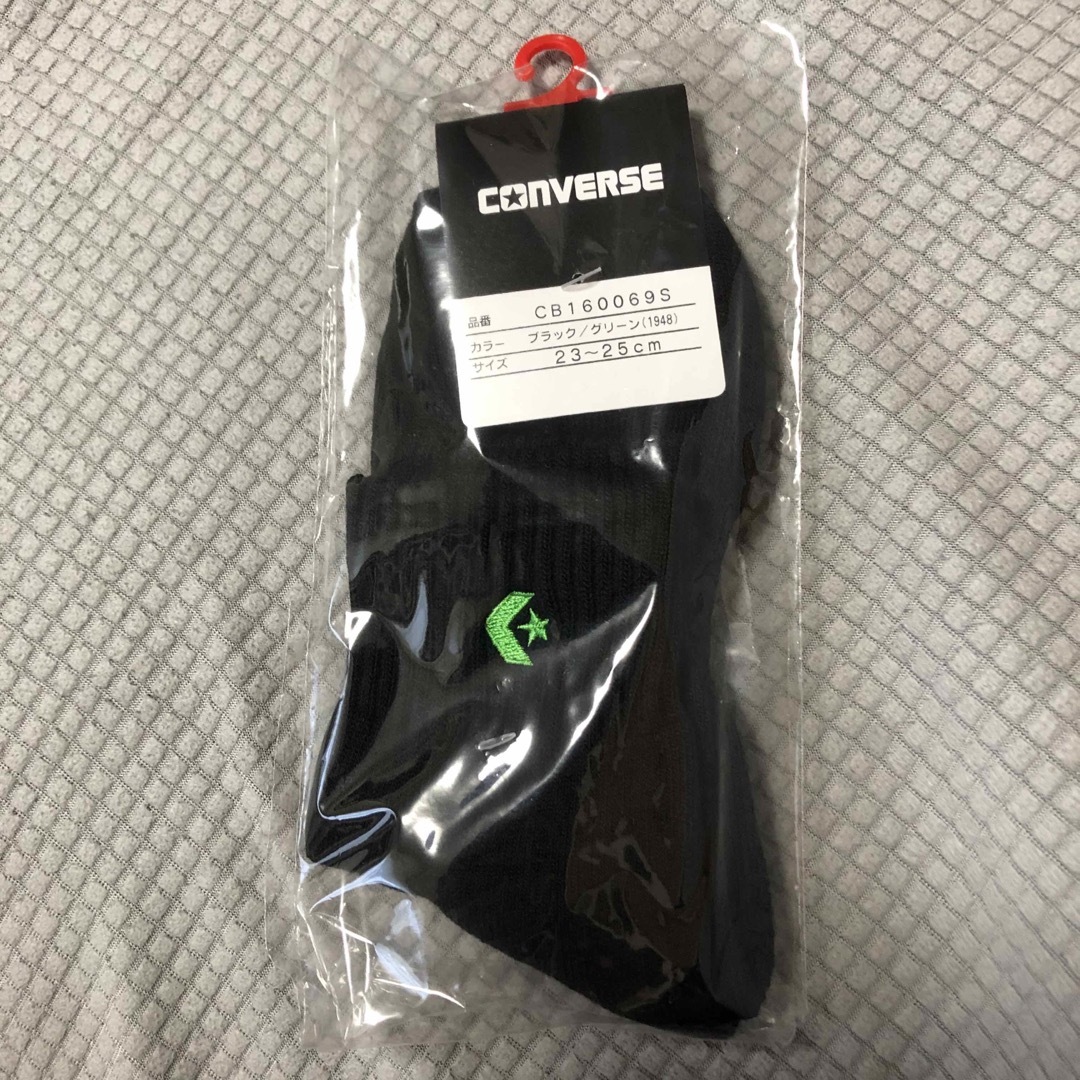 CONVERSE
品番 CB160069S
カラー ブラック/グリーン(1948)
サイズ 23~25cm